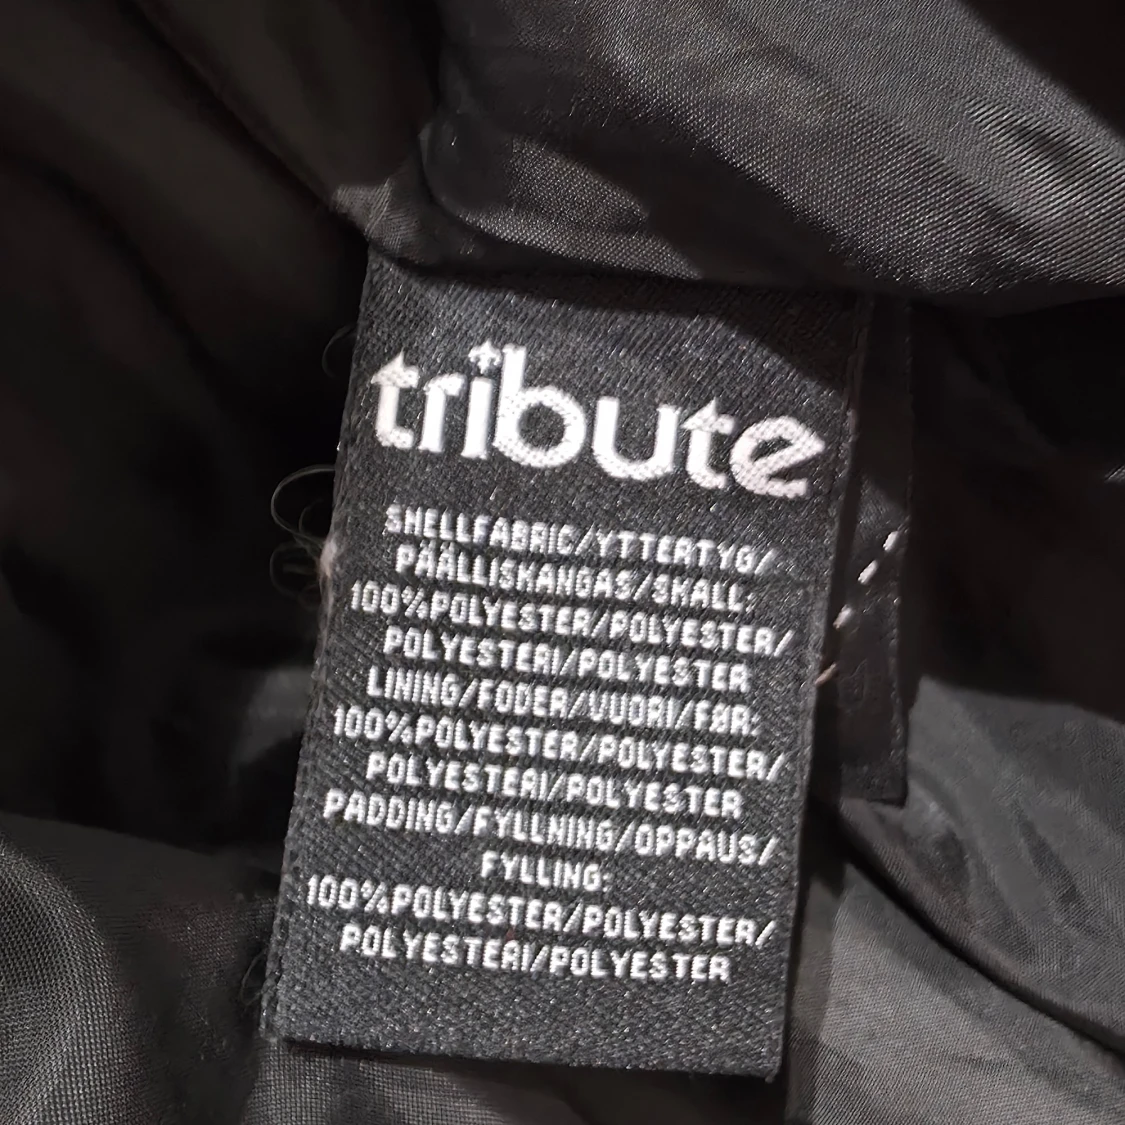 tribute
SHELLFABRIC/YTTERTYG/
PÄÄLLISKANGAS/SKALL:
100%POLYESTER/POLYESTER/
POLYESTERI/POLYESTER
LINING/FODER/VUORI/FØR:
100%POLYESTER/POLYESTER/
POLYESTERI/POLYESTER
PADDING/FYLLNING/OPPAUS/
FYLLING:
100%POLYESTER/POLYESTER/
POLYESTERI/POLYESTER